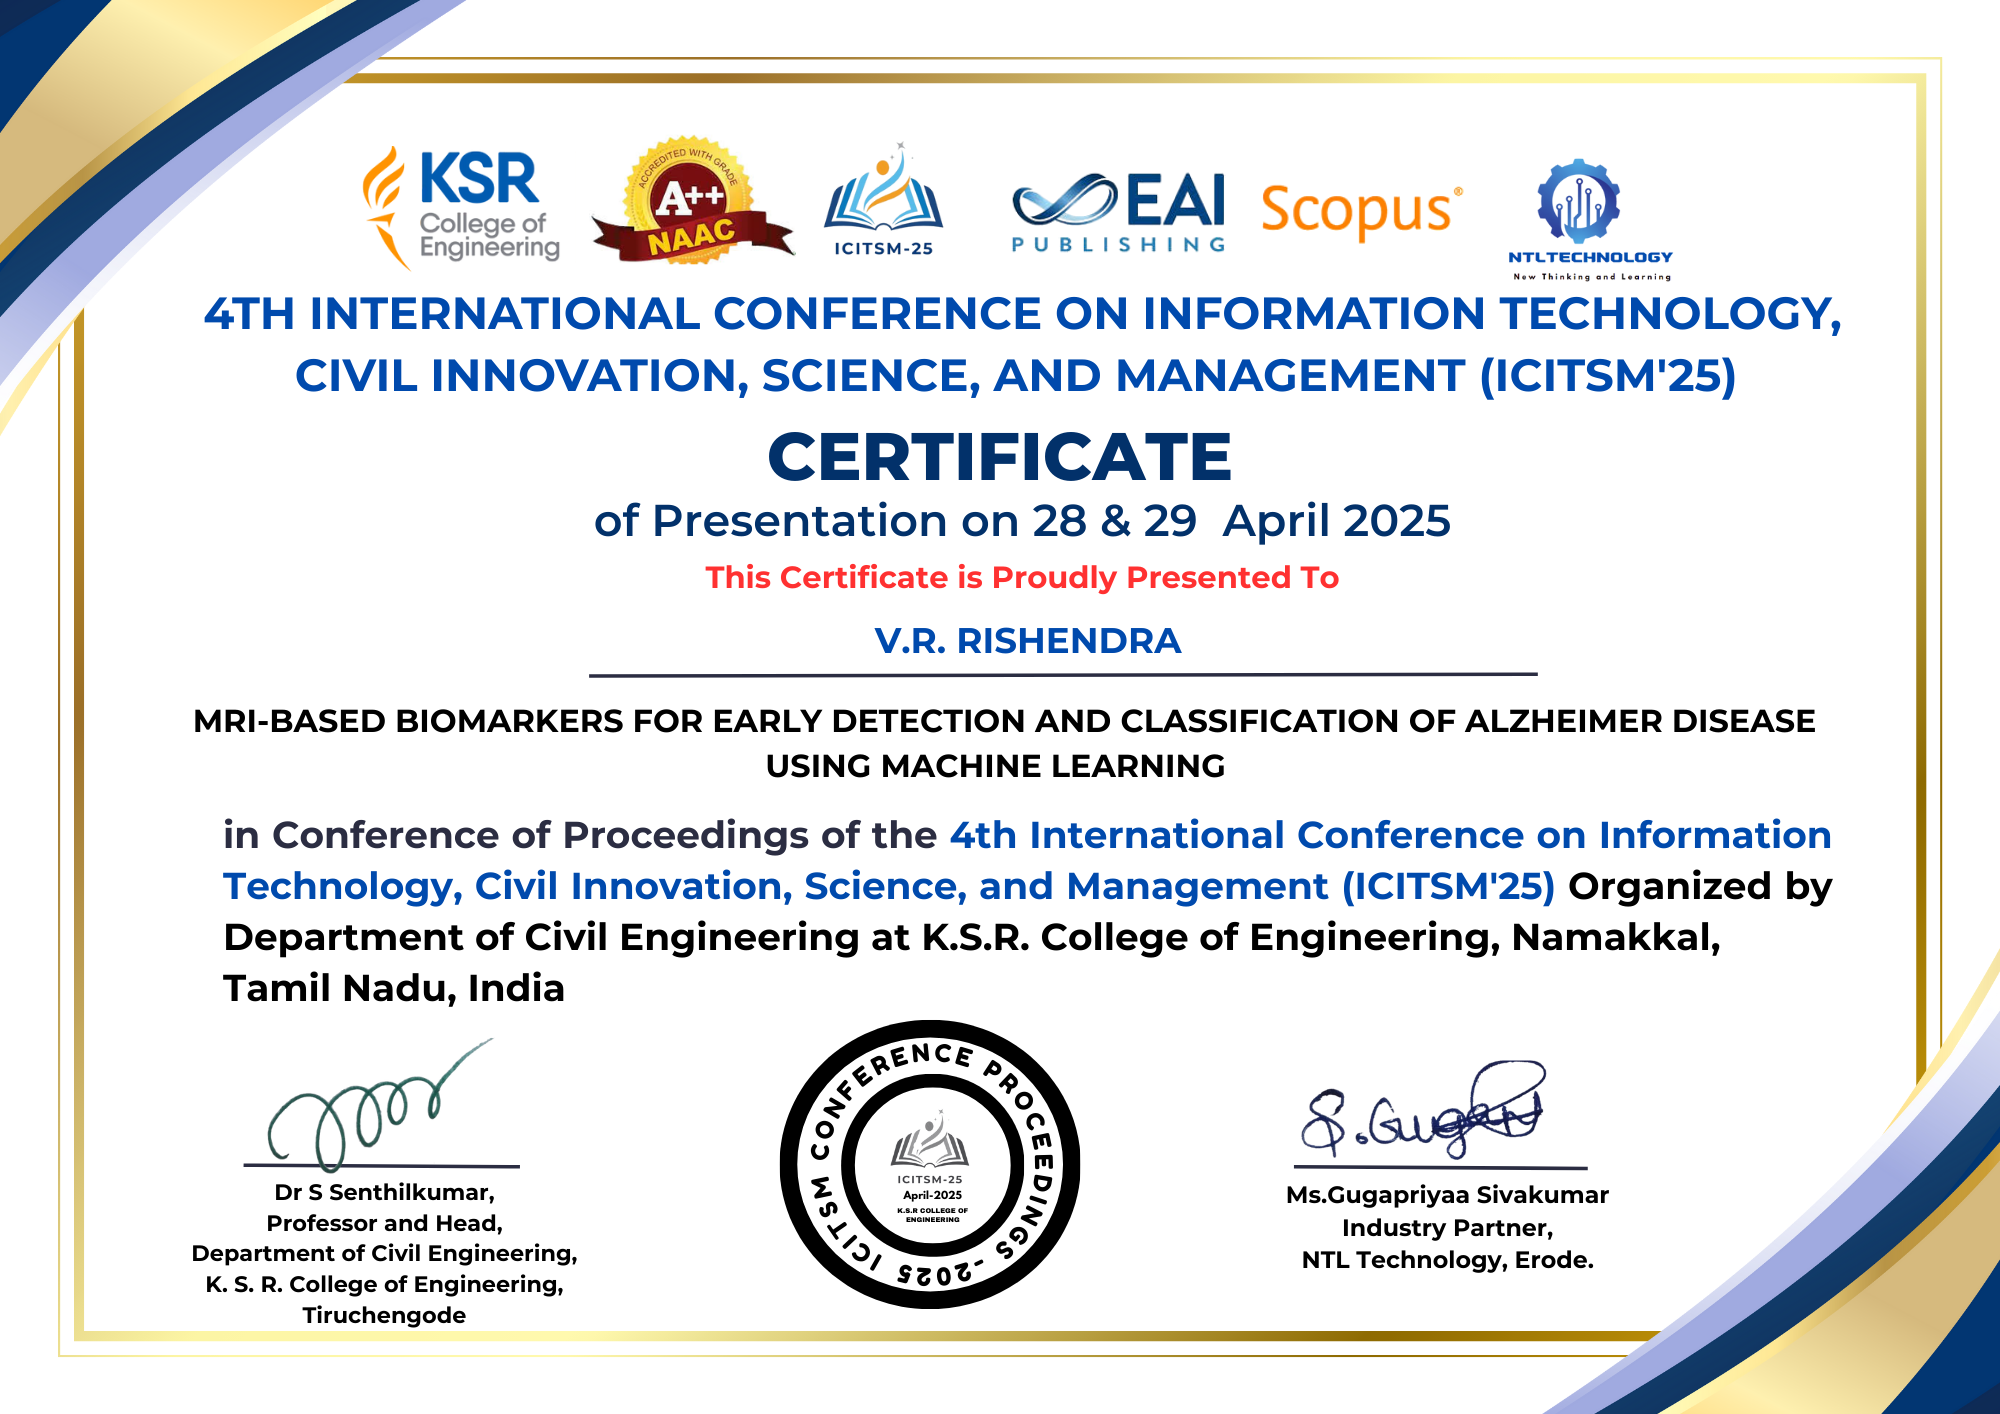 KSR
College of
Engineering
ACCREDITED WITH GRADE
A++
NAAC
ICITSM-25
EAI
PUBLISHING
Scopus®
NTLTECHNOLOGY
New Thinking and Learning
4TH INTERNATIONAL CONFERENCE ON INFORMATION TECHNOLOGY,
CIVIL INNOVATION, SCIENCE, AND MANAGEMENT (ICITSM'25)
CERTIFICATE
of Presentation on 28 & 29 April 2025
This Certificate is Proudly Presented To
V.R. RISHENDRA
MRI-BASED BIOMARKERS FOR EARLY DETECTION AND CLASSIFICATION OF ALZHEIMER DISEASE
USING MACHINE LEARNING
in Conference of Proceedings of the 4th International Conference on Information
Technology, Civil Innovation, Science, and Management (ICITSM'25) Organized by
Department of Civil Engineering at K.S.R. College of Engineering, Namakkal,
Tamil Nadu, India
Dr S Senthilkumar,
Professor and Head,
Department of Civil Engineering,
K. S. R. College of Engineering,
Tiruchengode
ICITSM CONFERENCE PROCEEDINGS -2025
ICITSM-25
April-2025
K.S.R COLLEGE OF
ENGINEERING
Ms.Gugapriyaa Sivakumar
Industry Partner,
NTL Technology, Erode.